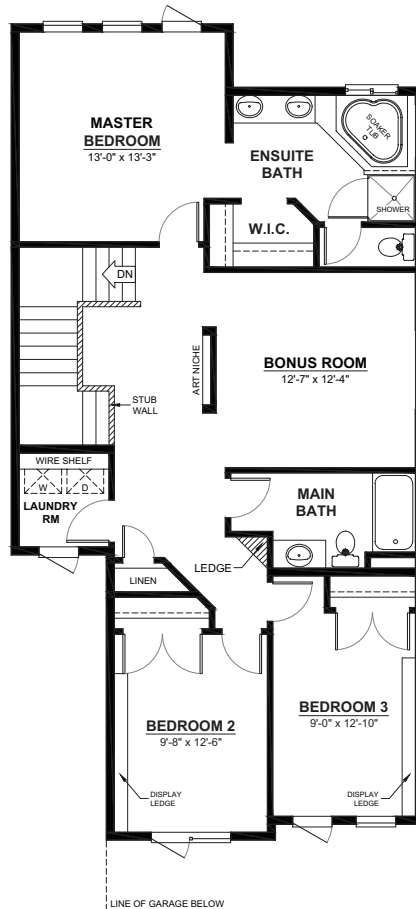 MASTER
BEDROOM
13'-0" x 13'-3"
SOAKER
TUB
ENSUITE
BATH
SHOWER
W.I.C.
DN
ART NICHE
BONUS ROOM
12'-7" x 12'-4"
STUB
WALL
WIRE SHELF
W
D
LAUNDRY
RM
MAIN
BATH
LEDGE
LINEN
BEDROOM 2
9'-8" x 12'-6"
BEDROOM 3
9'-0" x 12'-10"
DISPLAY
LEDGE
DISPLAY
LEDGE
LINE OF GARAGE BELOW